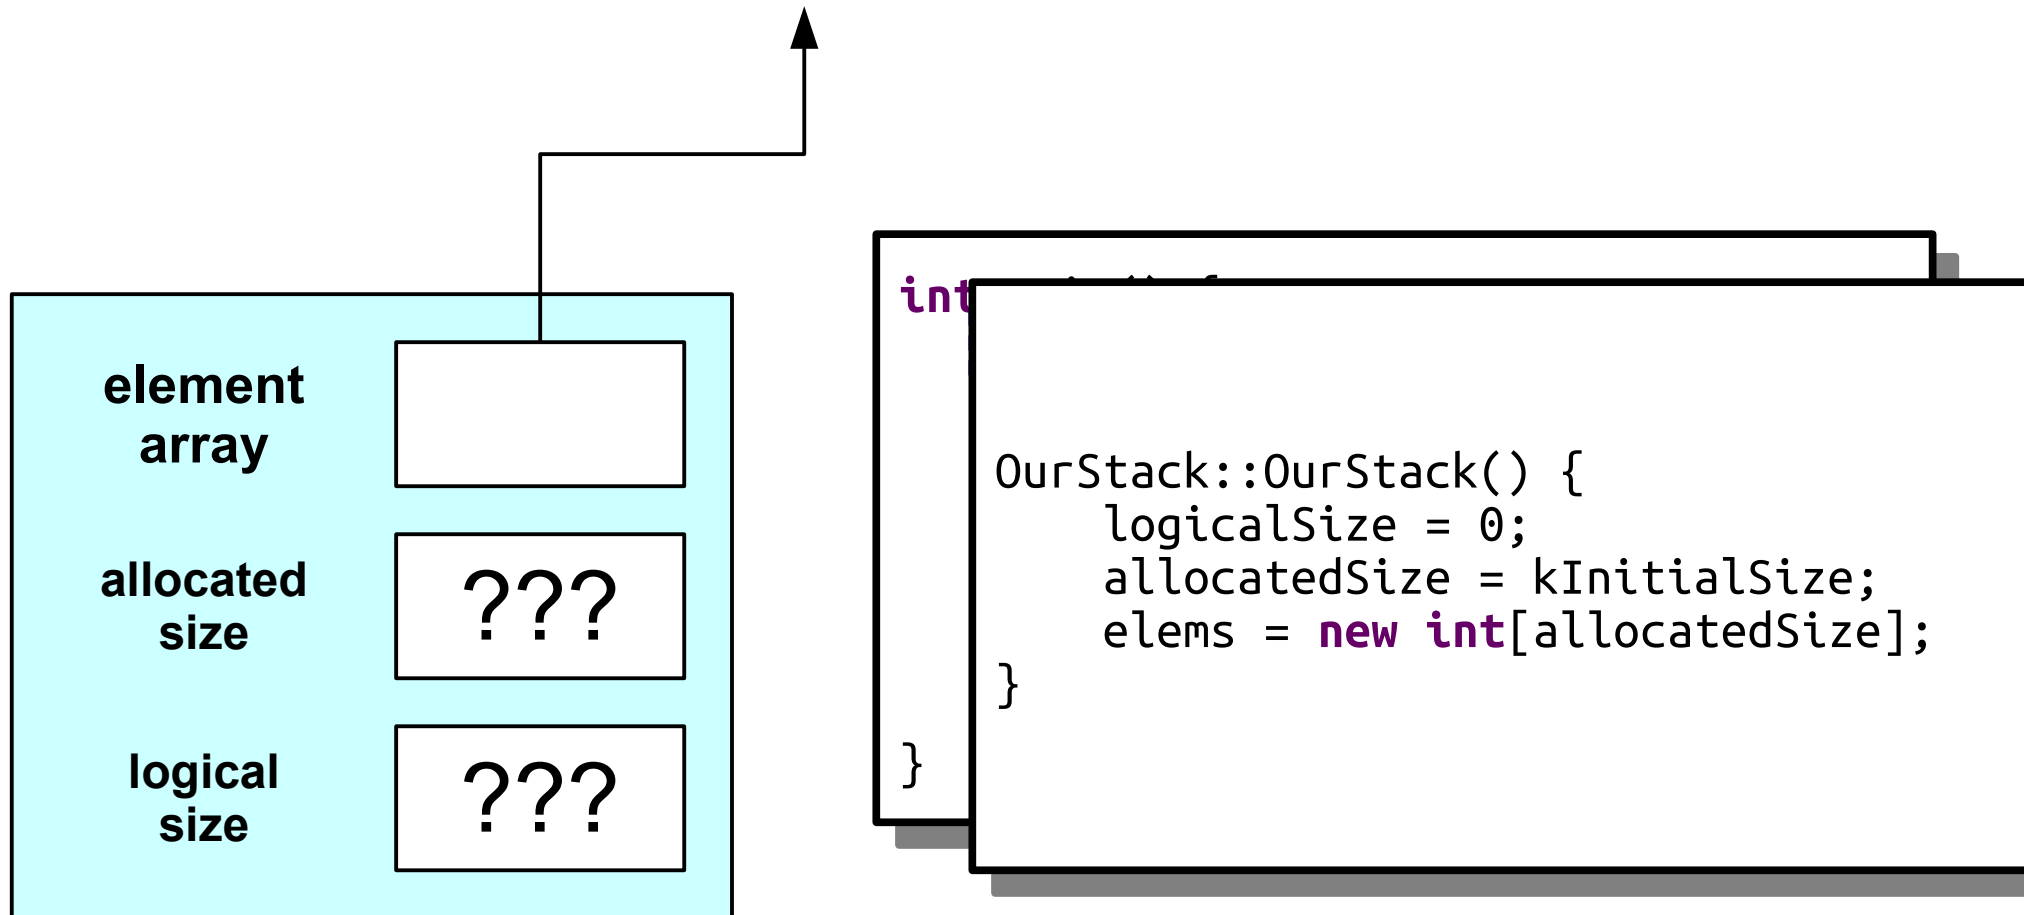 element
array
allocated
size
???
logical
size
???
int
}
OurStack::OurStack() {
    logicalSize = 0;
    allocatedSize = kInitialSize;
    elems = new int[allocatedSize];
}